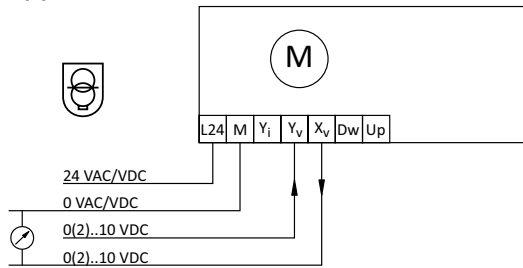 M
L24 M Yi Yv Xv Dw Up
24 VAC/VDC
0 VAC/VDC
0(2)..10 VDC
0(2)..10 VDC